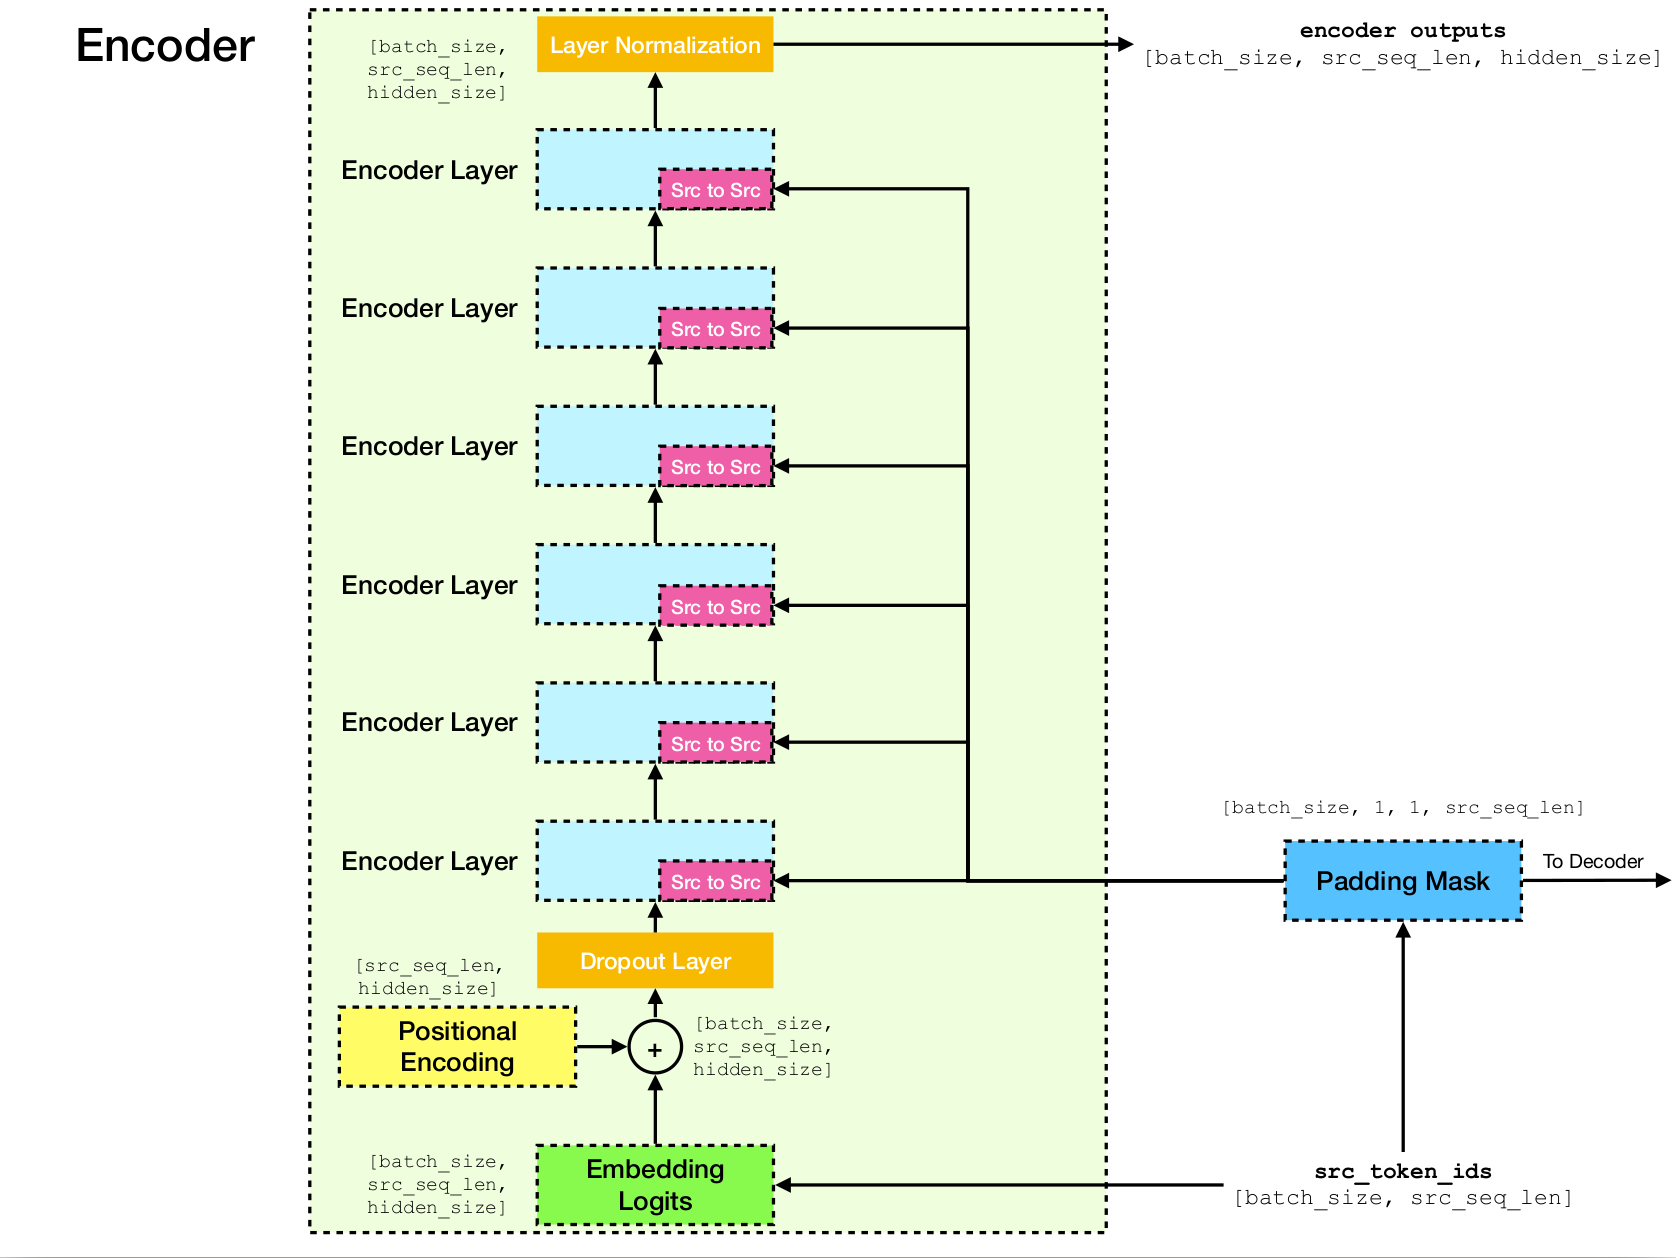 Encoder
[batch_size,
src_seq_len,
hidden_size]
Layer Normalization
encoder outputs
[batch_size, src_seq_len, hidden_size]
Encoder Layer
Src to Src
Encoder Layer
Src to Src
Encoder Layer
Src to Src
Encoder Layer
Src to Src
Encoder Layer
Src to Src
[batch_size, 1, 1, src_seq_len]
Encoder Layer
Src to Src
Padding Mask
To Decoder
Dropout Layer
[src_seq_len,
hidden_size]
Positional
Encoding
+
[batch_size,
src_seq_len,
hidden_size]
[batch_size,
src_seq_len,
hidden_size]
Embedding
Logits
src_token_ids
[batch_size, src_seq_len]